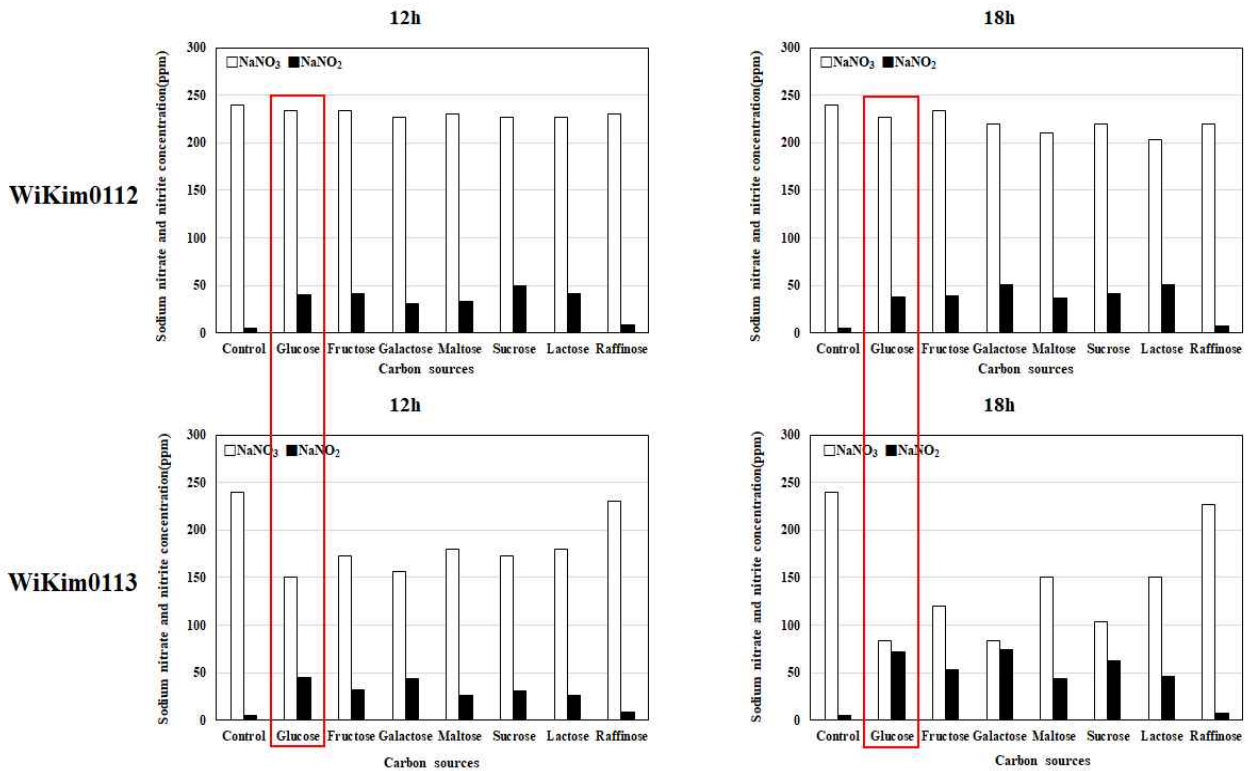 12h
18h
WiKim0112
Sodium nitrate and nitrite concentration(ppm)
300
250
200
150
100
50
0
NaNO₃ NaNO₂
Control Glucose Fructose Galactose Maltose Sucrose Lactose Raffinose
Carbon sources
Sodium nitrate and nitrite concentration(ppm)
300
250
200
150
100
50
0
NaNO₃ NaNO₂
Control Glucose Fructose Galactose Maltose Sucrose Lactose Raffinose
Carbon sources
12h
18h
WiKim0113
Sodium nitrate and nitrite concentration(ppm)
300
250
200
150
100
50
0
NaNO₃ NaNO₂
Control Glucose Fructose Galactose Maltose Sucrose Lactose Raffinose
Carbon sources
Sodium nitrate and nitrite concentration(ppm)
300
250
200
150
100
50
0
NaNO₃ NaNO₂
Control Glucose Fructose Galactose Maltose Sucrose Lactose Raffinose
Carbon sources